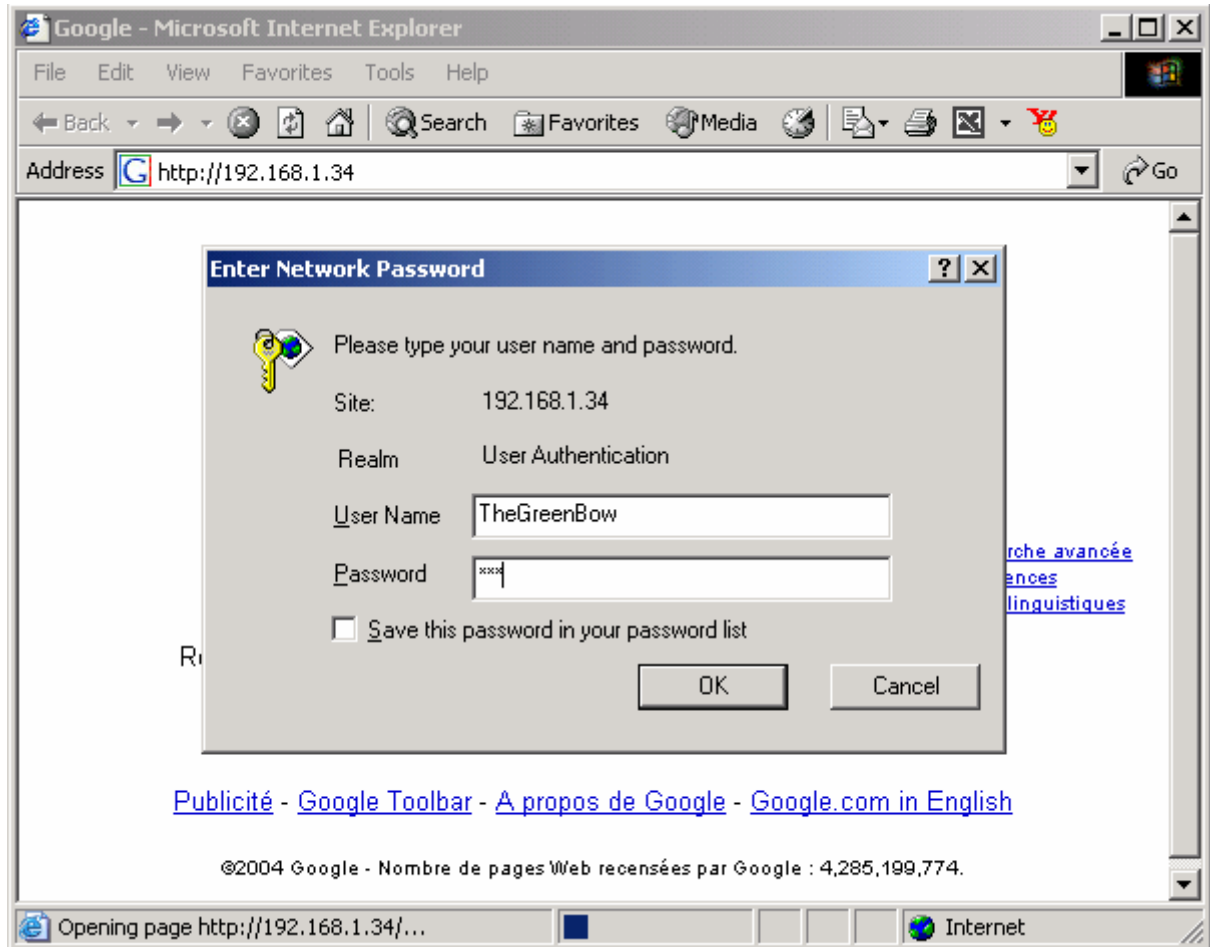 Google - Microsoft Internet Explorer
File Edit View Favorites Tools Help
Back Search Favorites Media
Address http://192.168.1.34 Go
Enter Network Password
Please type your user name and password.
Site: 192.168.1.34
Realm User Authentication
User Name TheGreenBow
Password ***
rche avancée
ences
linguistiques
Save this password in your password list
OK Cancel
Publicité - Google Toolbar - A propos de Google - Google.com in English
©2004 Google - Nombre de pages Web recensées par Google : 4,285,199,774.
Opening page http://192.168.1.34/... Internet